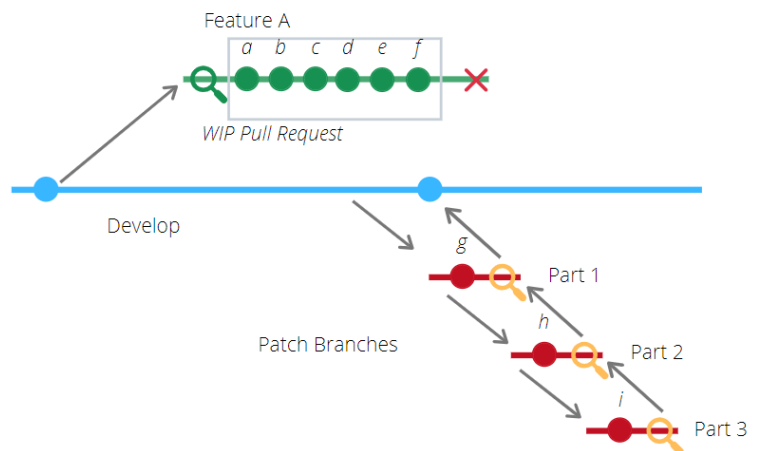 Feature A
a b c d e f
WIP Pull Request
Develop
g
Part 1
h
Patch Branches
Part 2
i
Part 3